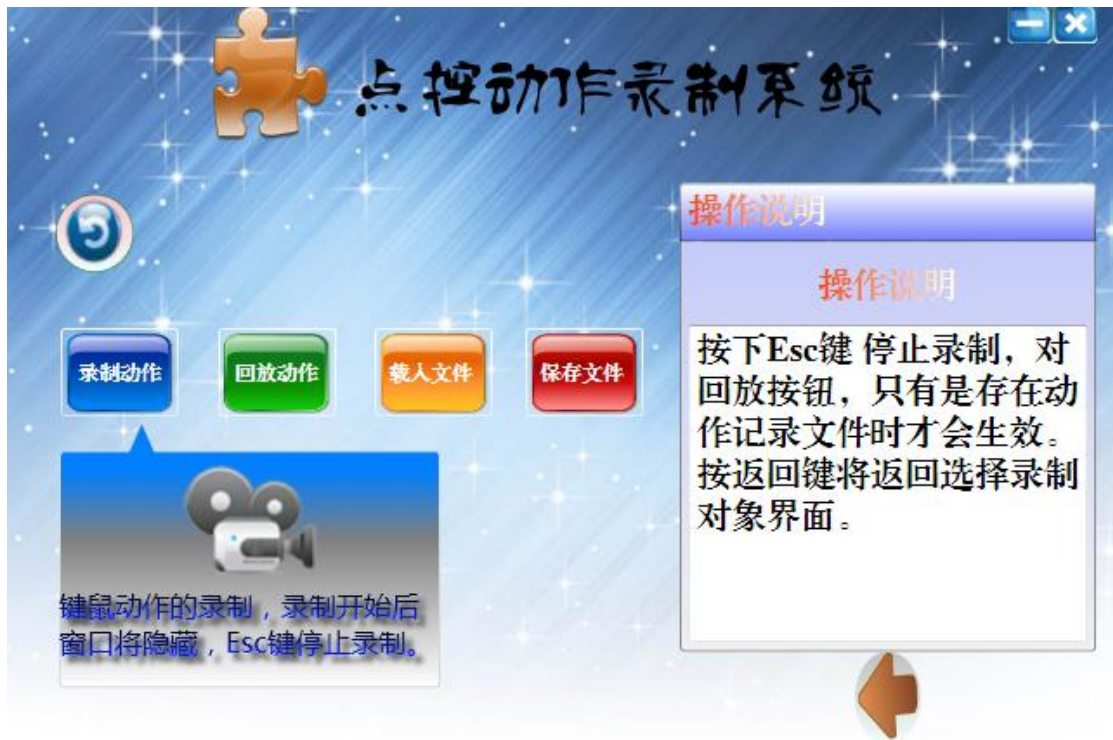 点控动作录制系统
操作说明
操作说明
录制动作
回放动作
载入文件
保存文件
按下Esc键 停止录制，对
回放按钮，只有是存在动
作记录文件时才会生效。
按返回键将返回选择录制
对象界面。
键鼠动作的录制，录制开始后
窗口将隐藏，Esc键停止录制。